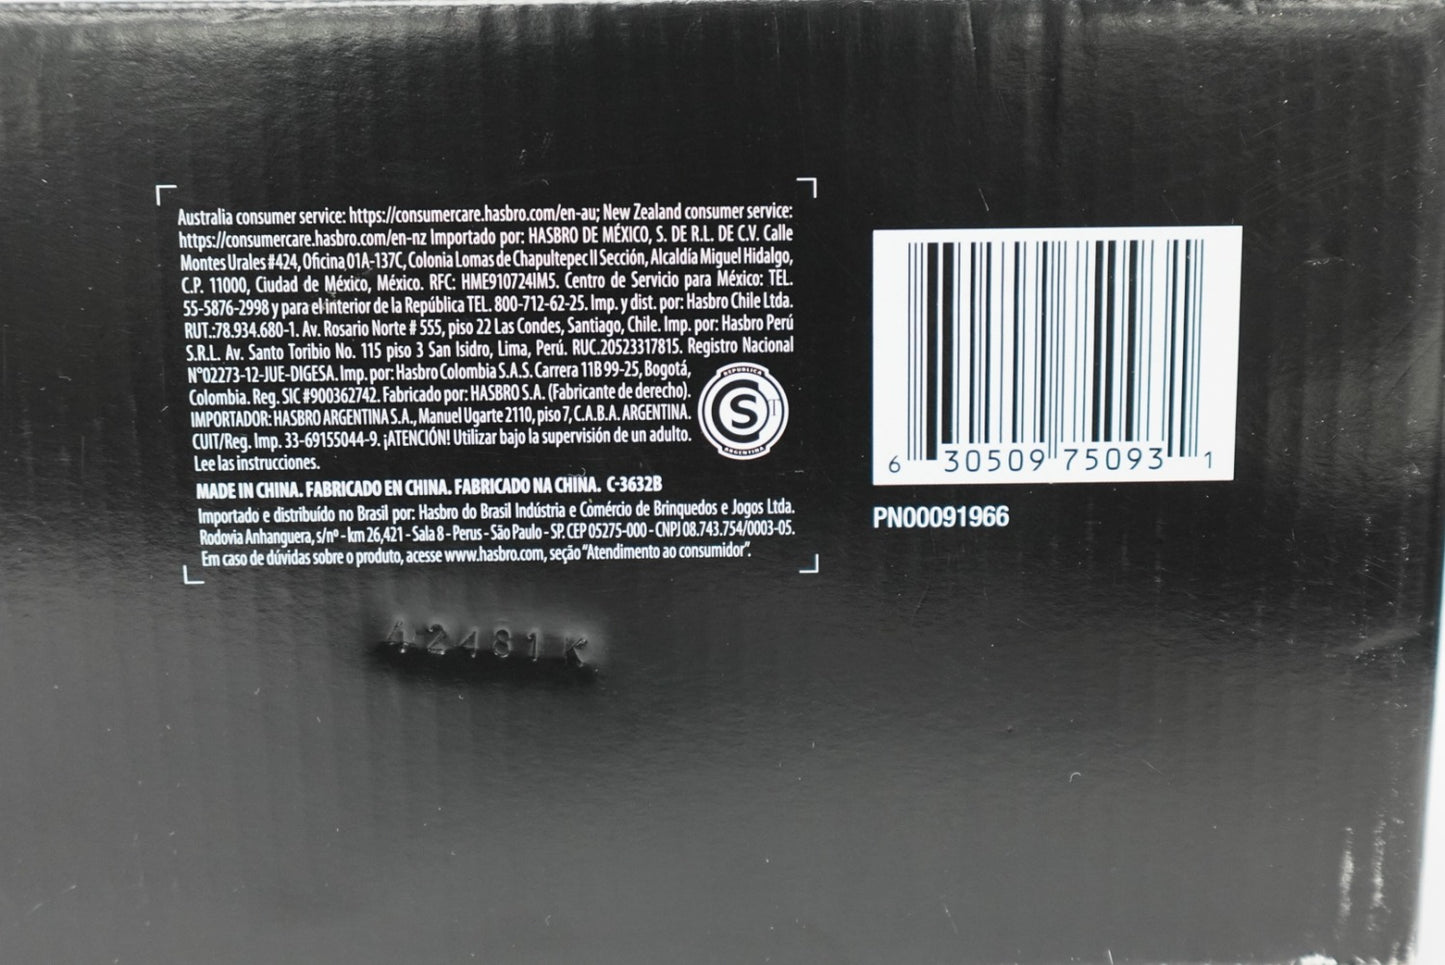 Australia consumer service: https://consumercare.hasbro.com/en-au; New Zealand consumer service:
https://consumercare.hasbro.com/en-nz Importado por: HASBRO DE MÉXICO, S. DE R.L. DE C.V. Calle
Montes Urales #424, Oficina 01A-137C, Colonia Lomas de Chapultepec II Sección, Alcaldía Miguel Hidalgo,
C.P. 11000, Ciudad de México, México. RFC: HME910724IM5. Centro de Servicio para México: TEL.
55-5876-2998 y para el interior de la República TEL. 800-712-62-25. Imp. y dist. por: Hasbro Chile Ltda.
RUT.:78.934.680-1. Av. Rosario Norte # 555, piso 22 Las Condes, Santiago, Chile. Imp. por: Hasbro Perú
S.R.L. Av. Santo Toribio No. 115 piso 3 San Isidro, Lima, Perú. RUC.20523317815. Registro Nacional
N°02273-12-JUE-DIGESA. Imp. por: Hasbro Colombia S.A.S. Carrera 11B 99-25, Bogotá,
Colombia. Reg. SIC #900362742. Fabricado por: HASBRO S.A. (Fabricante de derecho).
IMPORTADOR: HASBRO ARGENTINA S.A., Manuel Ugarte 2110, piso 7, C.A.B.A. ARGENTINA.
CUIT/Reg. Imp. 33-69155044-9. ¡ATENCIÓN! Utilizar bajo la supervisión de un adulto.
Lee las instrucciones.
REPUBLICA
S T
ARGENTINA
MADE IN CHINA. FABRICADO EN CHINA. FABRICADO NA CHINA. C-3632B
Importado e distribuído no Brasil por: Hasbro do Brasil Indústria e Comércio de Brinquedos e Jogos Ltda.
Rodovia Anhanguera, s/nº - km 26,421 - Sala 8 - Perus - São Paulo - SP. CEP 05275-000 - CNPJ 08.743.754/0003-05.
Em caso de dúvidas sobre o produto, acesse www.hasbro.com, seção "Atendimento ao consumidor".
A2481K
6 30509 75093 1
PN00091966